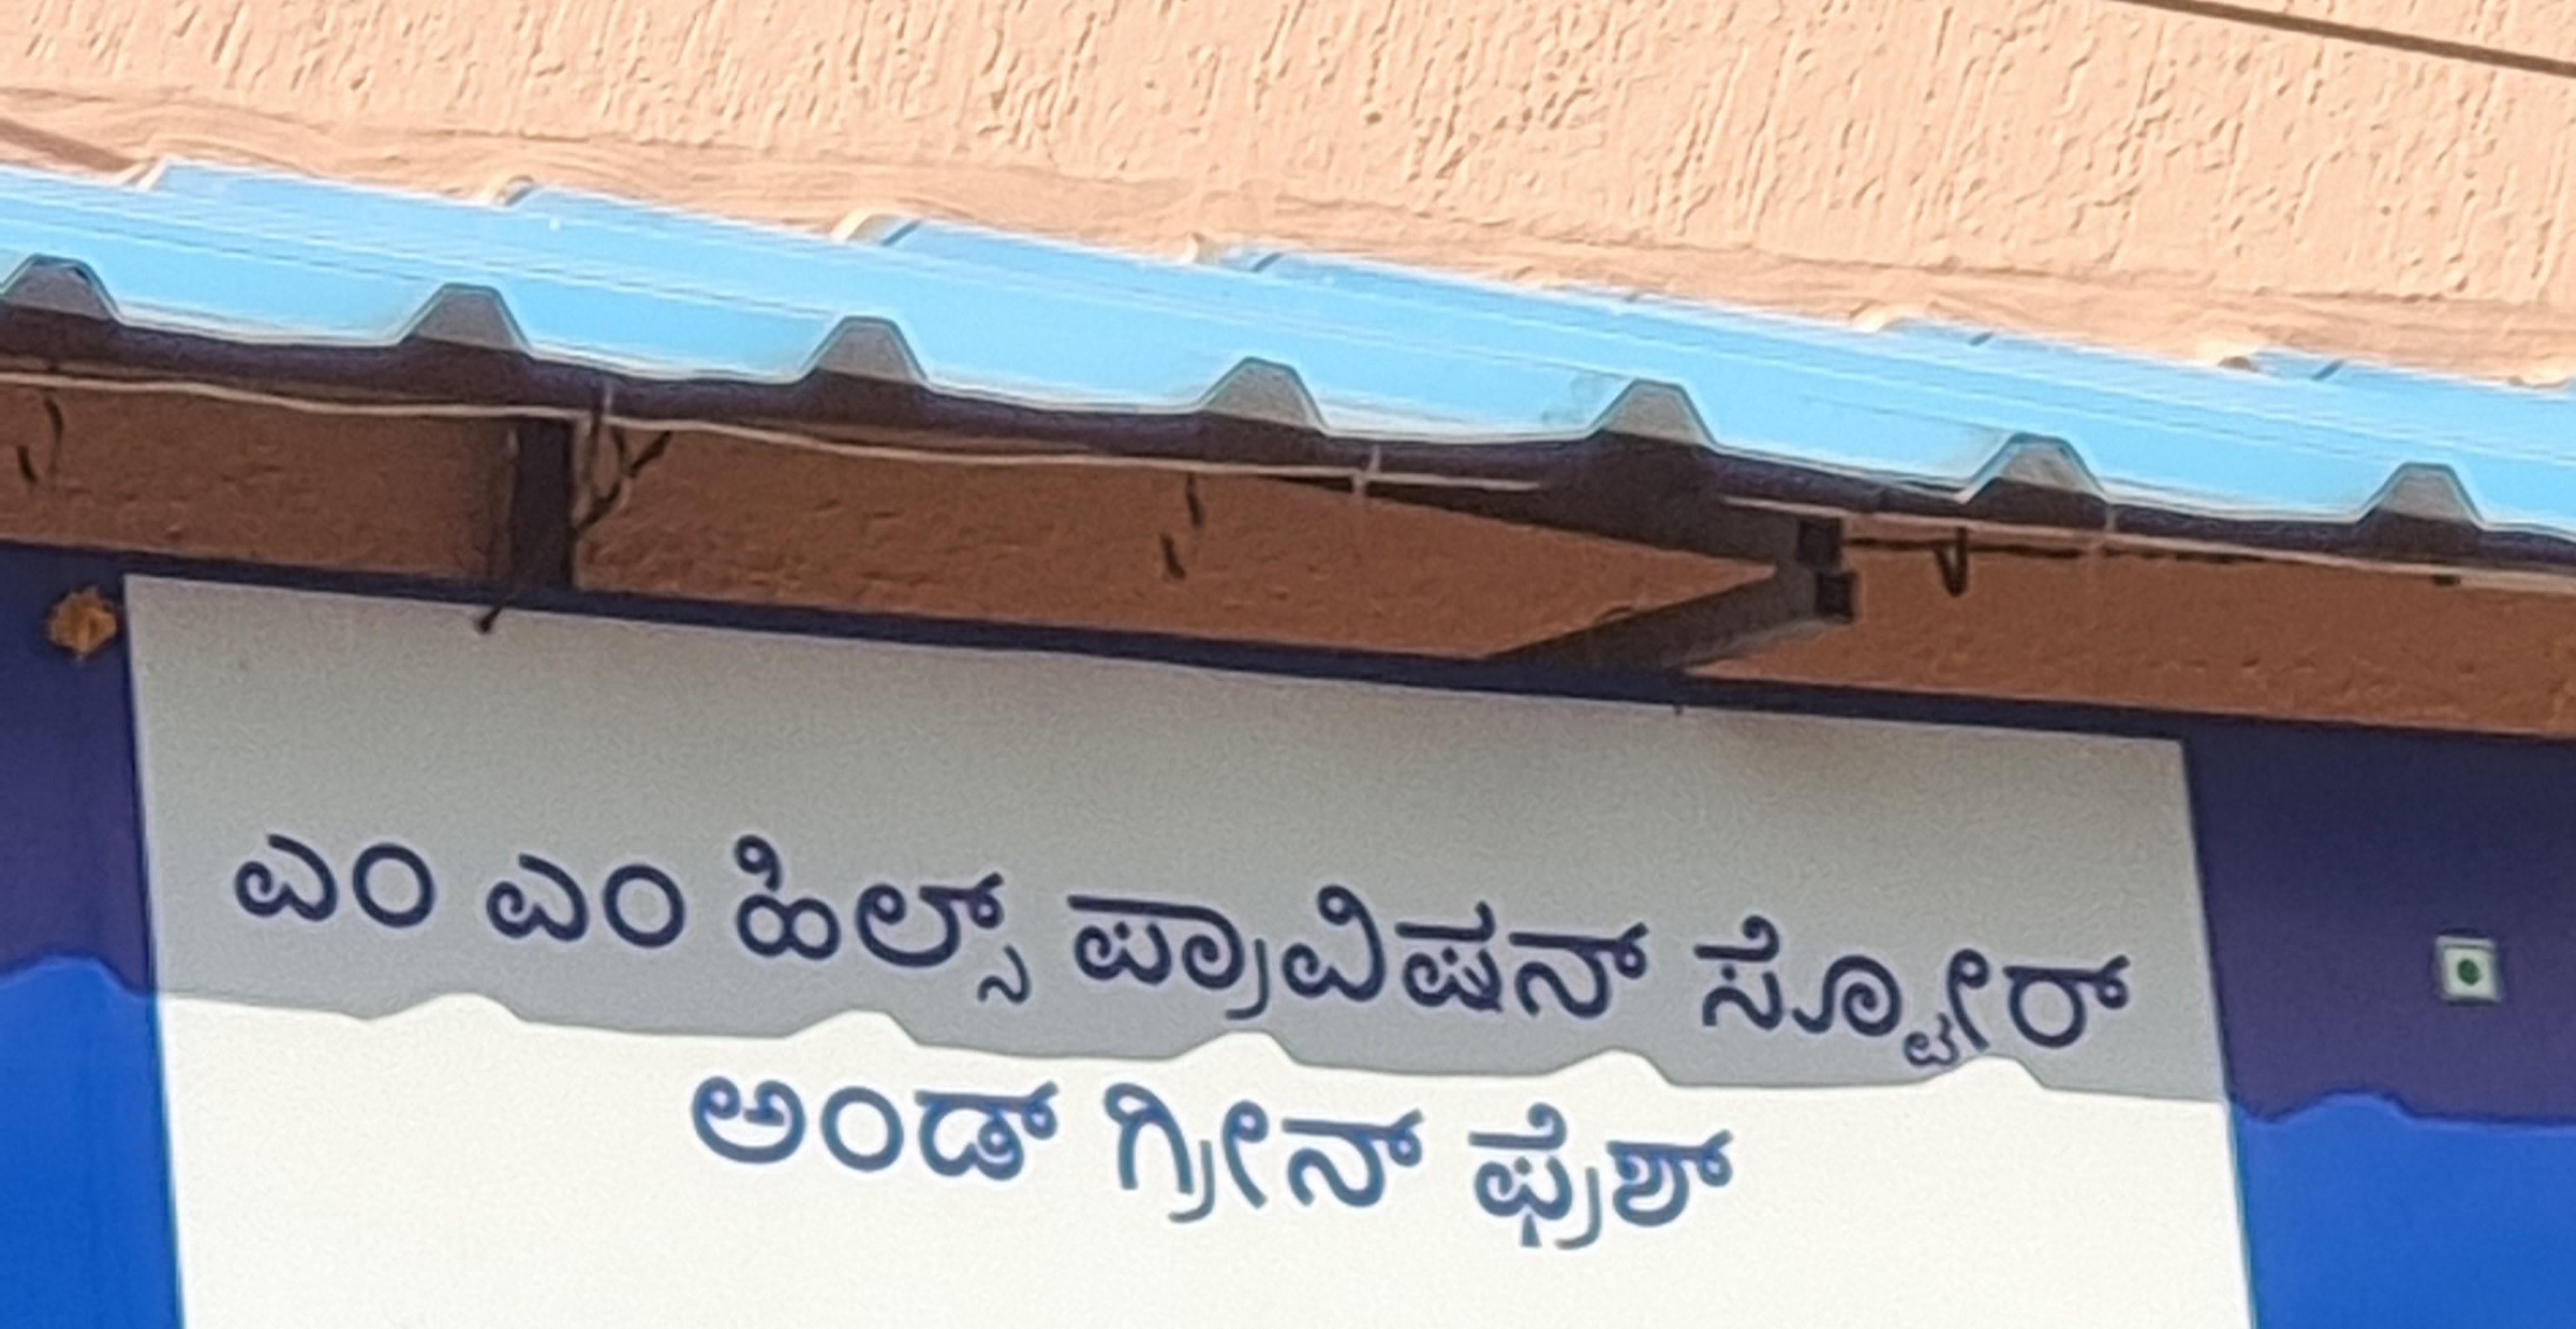 ಎಂ ಎಂ ಹಿಲ್ಸ್ ಪ್ರಾವಿಷನ್ ಸ್ಟೋರ್
ಅಂಡ್ ಗ್ರೀನ್ ಫ್ರೆಶ್